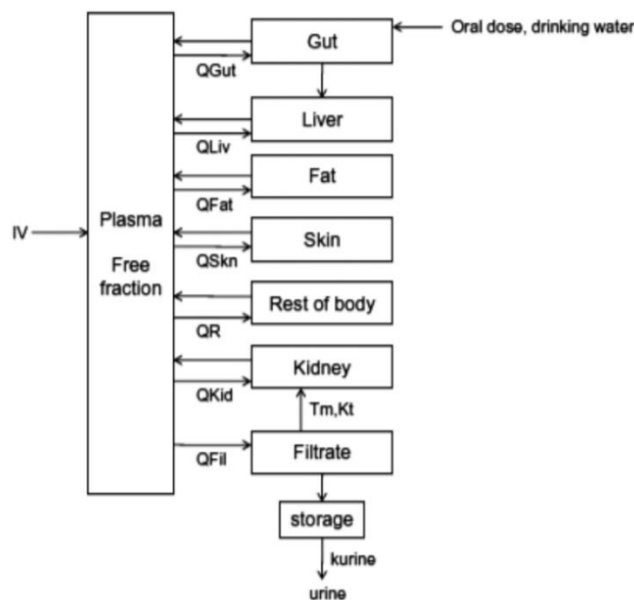 Gut
Oral dose, drinking water
QGut
Liver
QLiv
Fat
QFat
Plasma
Free
fraction
IV
Skin
QSkn
Rest of body
QR
Kidney
QKid
Tm,Kt
Filtrate
QFil
storage
kurine
urine